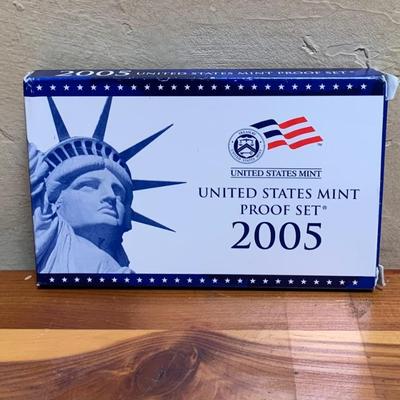 2005 UNITED STATES MINT PROOF SET®
UNITED STATES MINT
UNITED STATES MINT
PROOF SET®
2005